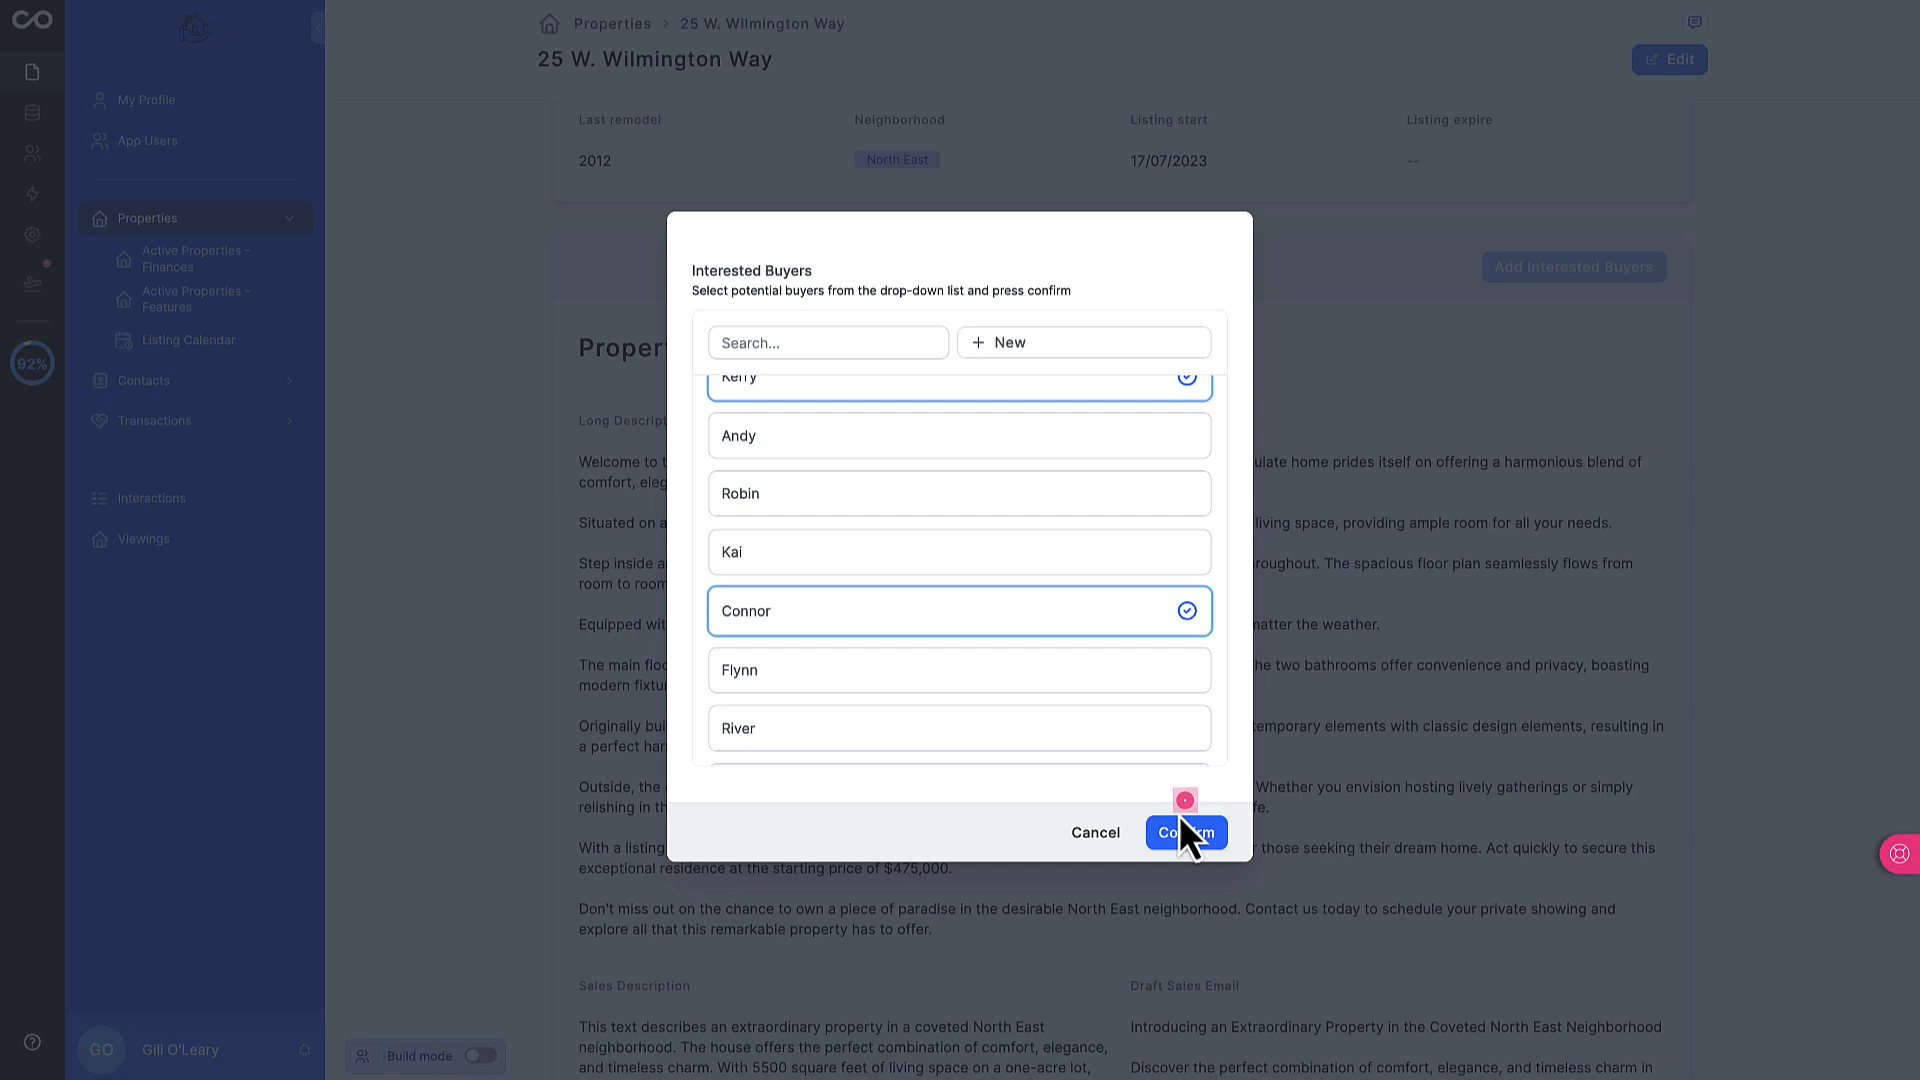 Properties > 25 W. Wilmington Way
25 W. Wilmington Way
Edit
My Profile
App Users
Properties
Active Properties -
Finances
Active Properties -
Features
Listing Calendar
92%
Contacts
Transactions
Interactions
Viewings
GO Gill O'Leary
Build mode
Last remodel Neighborhood Listing start Listing expire
2012 North East 17/07/2023 --
Add Interested Buyers
Interested Buyers
Select potential buyers from the drop-down list and press confirm
Search...
+ New
Kerry
Andy
Robin
Kai
Connor
Flynn
River
Cancel
Long Descript
Welcome to t ulate home prides itself on offering a harmonious blend of
comfort, eleg
Situated on a living space, providing ample room for all your needs.
Step inside a roughout. The spacious floor plan seamlessly flows from
room to room
Equipped wit matter the weather.
The main floo he two bathrooms offer convenience and privacy, boasting
modern fixtu
Originally bui temporary elements with classic design elements, resulting in
a perfect har
Outside, the Whether you envision hosting lively gatherings or simply
relishing in th fe.
With a listing r those seeking their dream home. Act quickly to secure this
exceptional residence at the starting price of $475,000.
Don't miss out on the chance to own a piece of paradise in the desirable North East neighborhood. Contact us today to schedule your private showing and
explore all that this remarkable property has to offer.
Sales Description
This text describes an extraordinary property in a coveted North East
neighborhood. The house offers the perfect combination of comfort, elegance,
and timeless charm. With 5500 square feet of living space on a one-acre lot,
Draft Sales Email
Introducing an Extraordinary Property in the Coveted North East Neighborhood
Discover the perfect combination of comfort, elegance, and timeless charm in